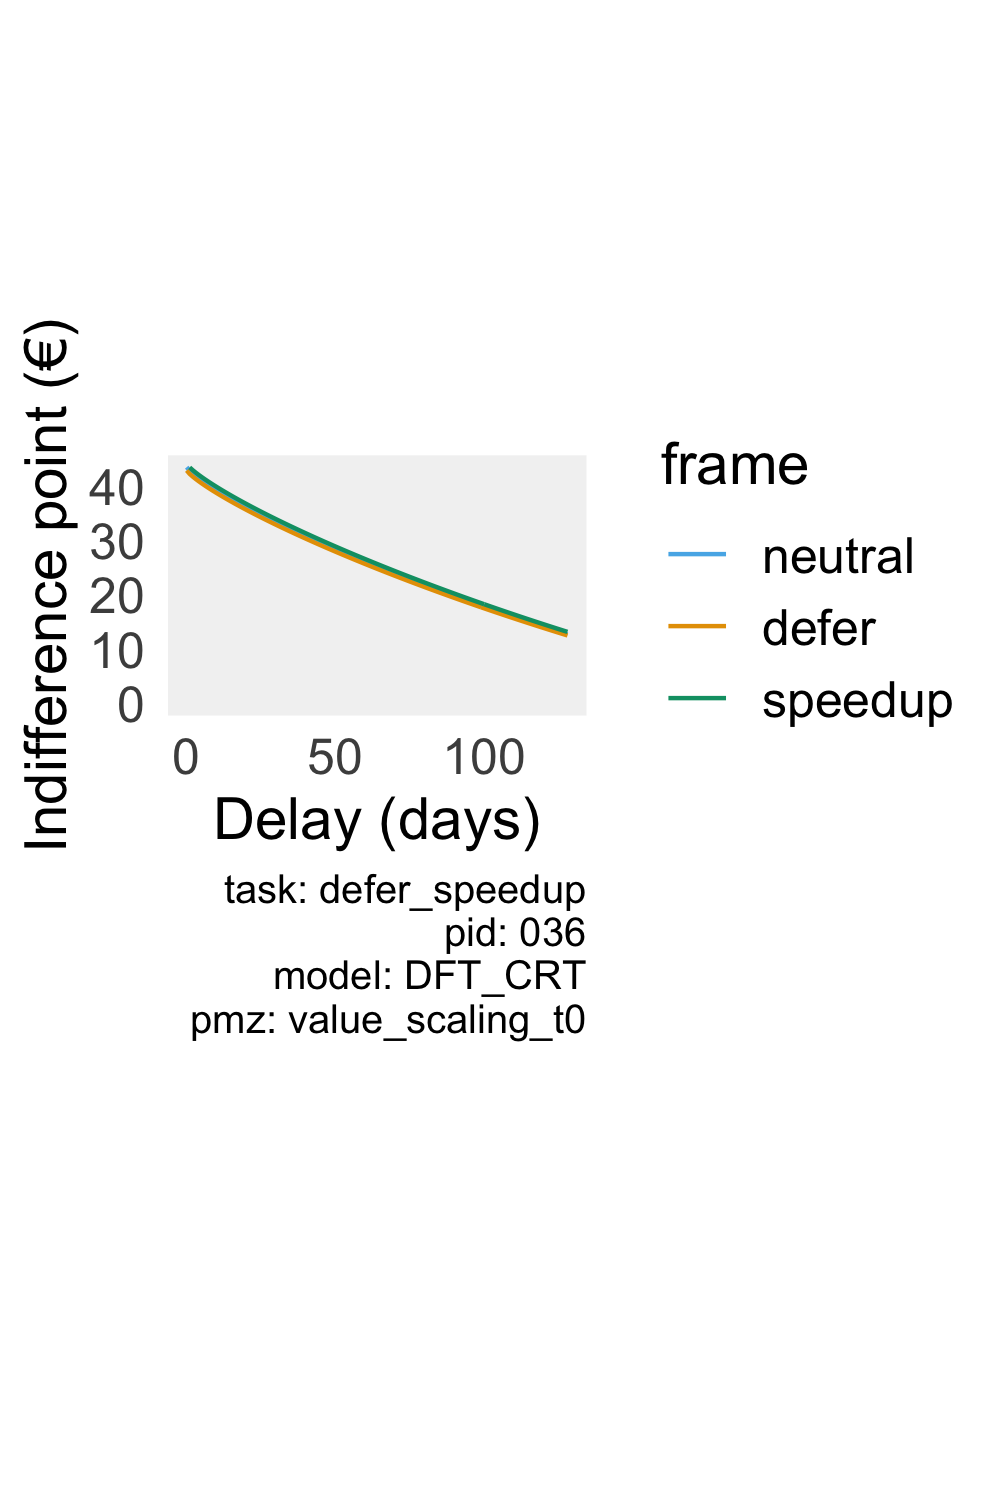 Indifference point (€)
40
30
20
10
0
0 50 100
Delay (days)
frame
neutral
defer
speedup
task: defer_speedup
pid: 036
model: DFT_CRT
pmz: value_scaling_t0